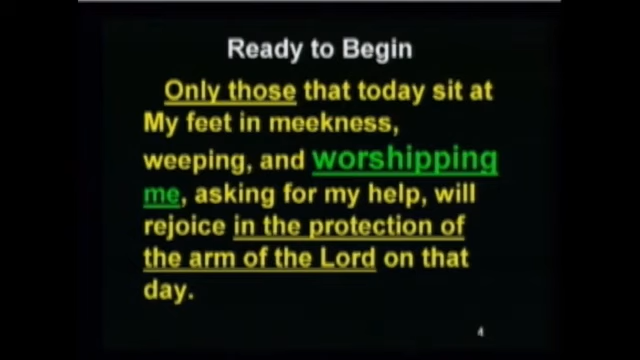 Ready to Begin
Only those that today sit at
My feet in meekness,
weeping, and worshipping
me, asking for my help, will
rejoice in the protection of
the arm of the Lord on that
day.
4